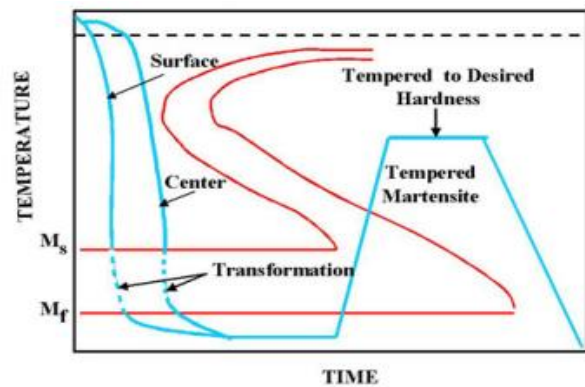 TEMPERATURE
Surface
Tempered to Desired
Hardness
Center
Tempered
Martensite
Ms
Transformation
Mf
TIME